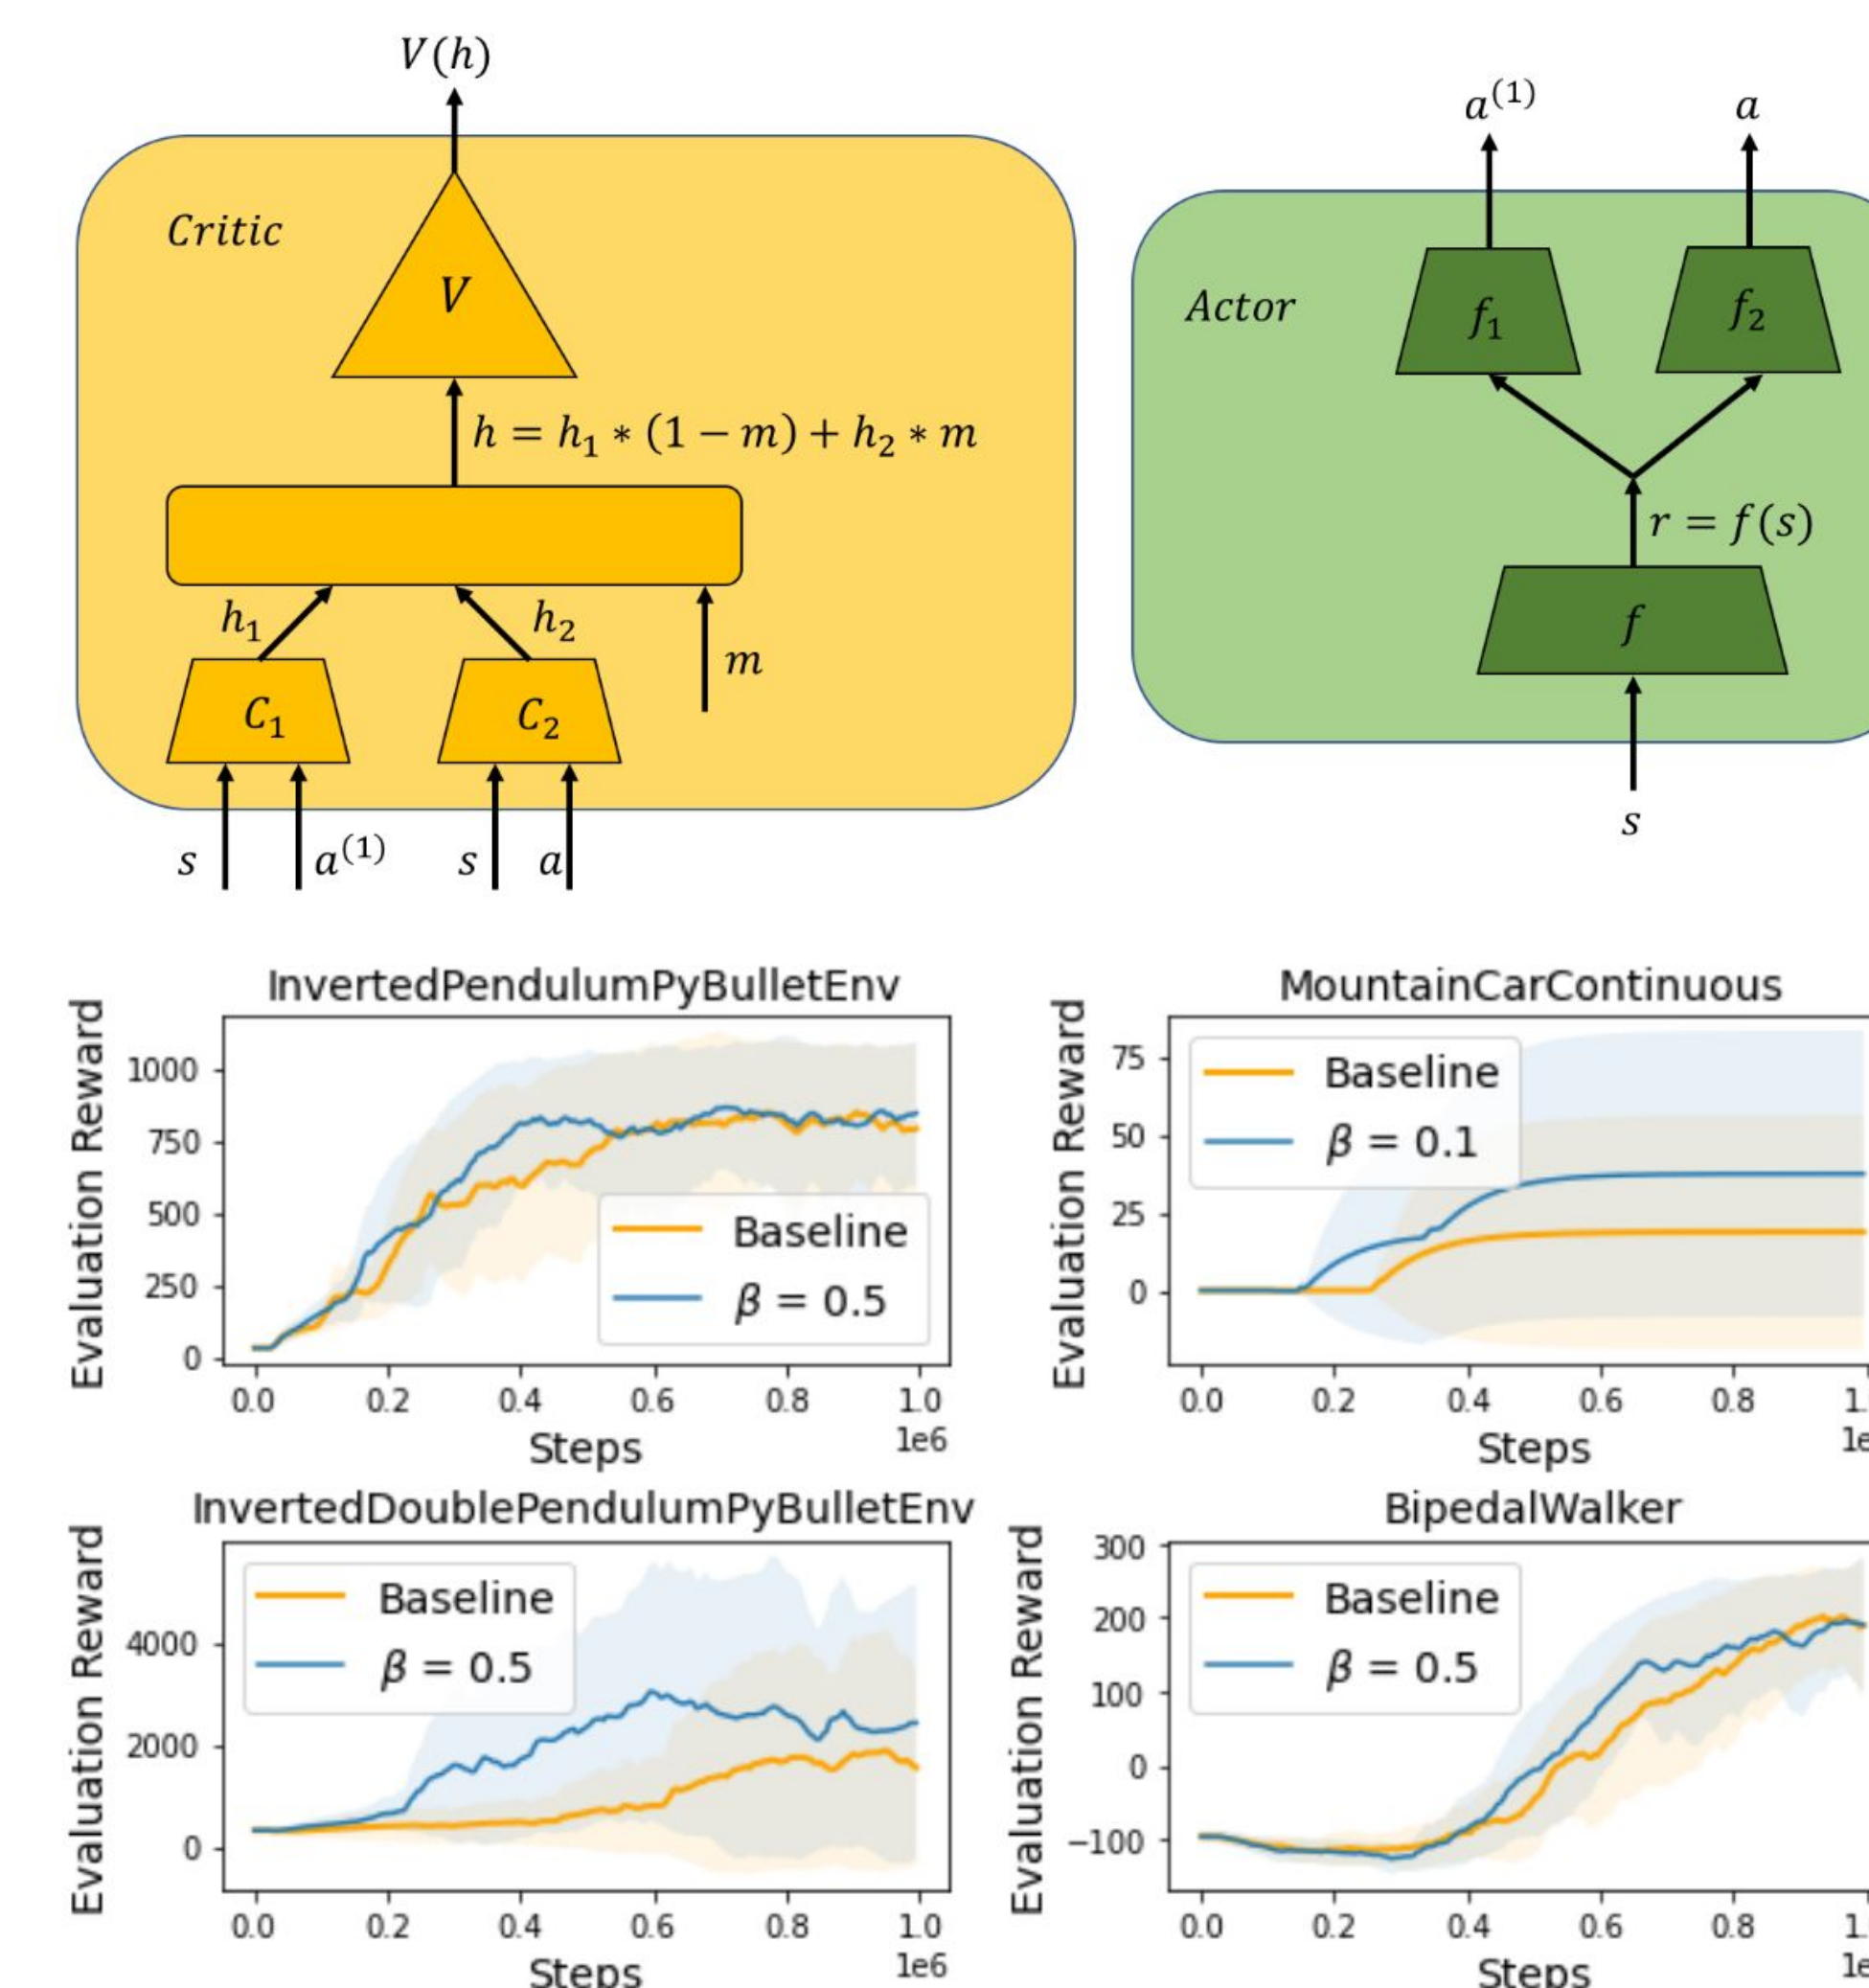 V(h)
Critic
V
h = h₁ * (1 − m) + h₂ * m
h₁
h₂
m
C₁
C₂
s
a⁽¹⁾
s
a
a⁽¹⁾
a
Actor
f₁
f₂
r = f(s)
f
s
InvertedPendulumPyBulletEnv
Evaluation Reward
1000
750
500
250
0
Baseline
β = 0.5
0.0 0.2 0.4 0.6 0.8 1.0
1e6
Steps
MountainCarContinuous
Evaluation Reward
75
50
25
0
Baseline
β = 0.1
0.0 0.2 0.4 0.6 0.8 1.
1e
Steps
InvertedDoublePendulumPyBulletEnv
Evaluation Reward
4000
2000
0
Baseline
β = 0.5
0.0 0.2 0.4 0.6 0.8 1.0
1e6
Steps
BipedalWalker
Evaluation Reward
300
200
100
0
−100
Baseline
β = 0.5
0.0 0.2 0.4 0.6 0.8 1.
1e
Steps